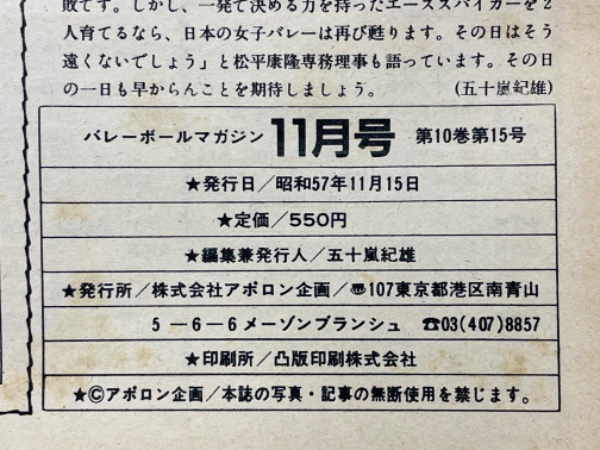 敗です。しかし、一発で決める力を持ったエーススパイカーを2
人育てるなら、日本の女子バレーは再び甦ります。その日はそう
遠くないでしょう」と松平康隆専務理事も語っています。その日
の一日も早からんことを期待しましょう。 (五十嵐紀雄)
バレーボールマガジン 11月号 第10巻第15号
★発行日／昭和57年11月15日
★定価／550円
★編集兼発行人／五十嵐紀雄
★発行所／株式会社アポロン企画／〠107東京都港区南青山
5－6－6メーゾンブランシュ ☎03(407)8857
★印刷所／凸版印刷株式会社
★Ⓒアポロン企画／本誌の写真・記事の無断使用を禁じます。